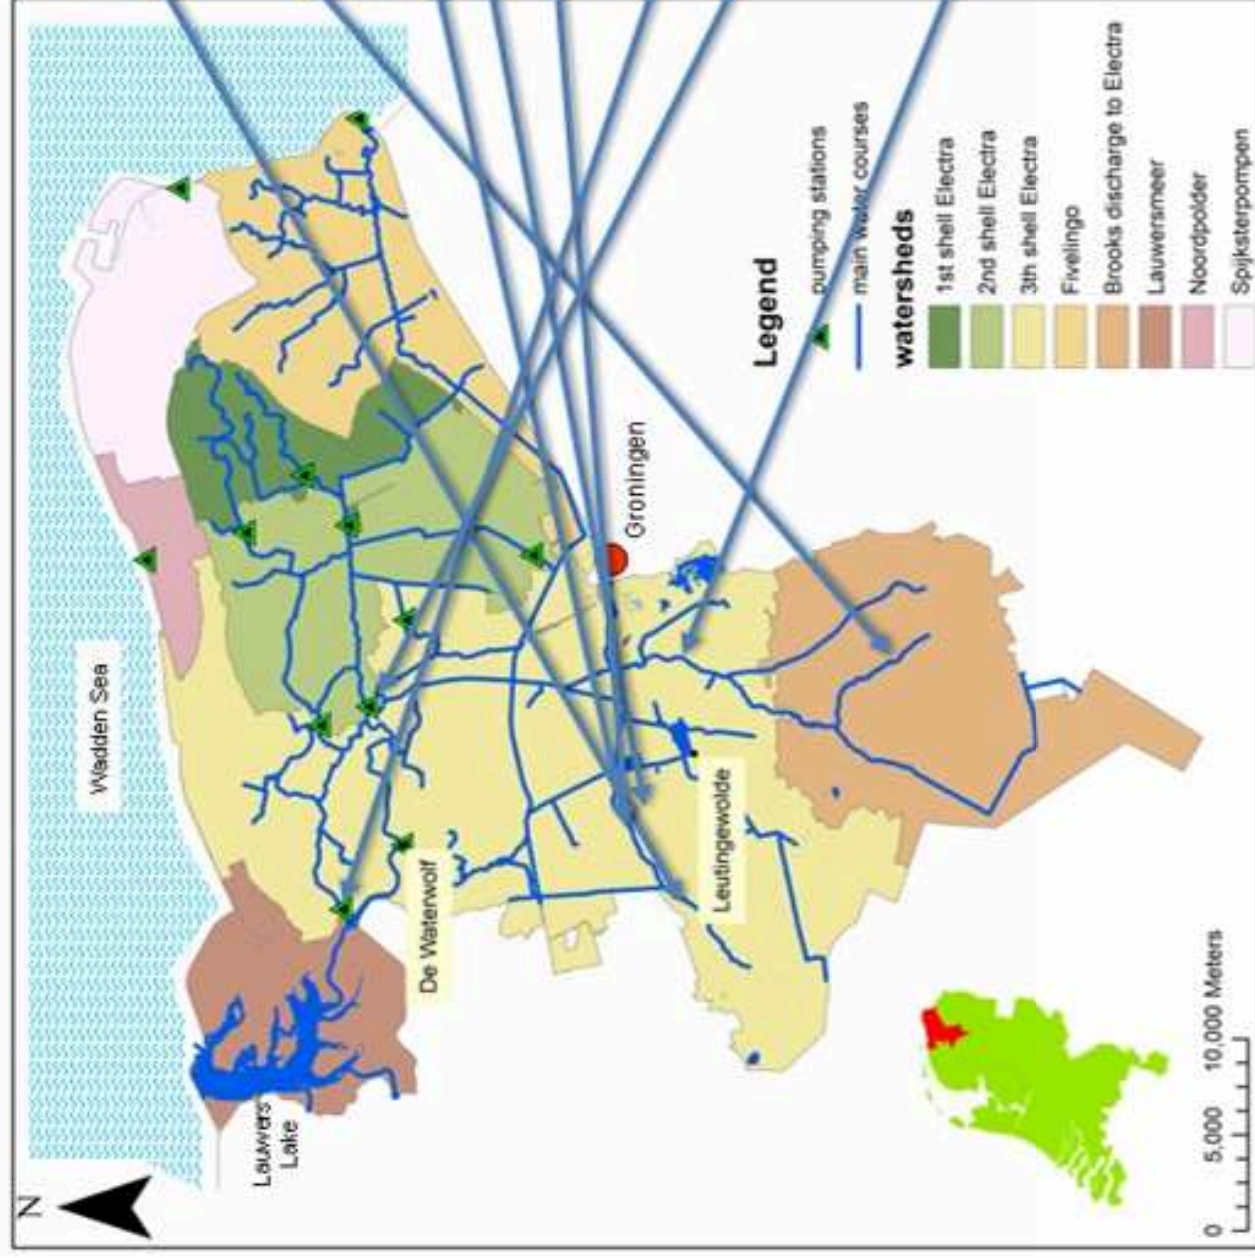 N
Wadden Sea
Lauwers
Lake
De Waterwolf
Groningen
Leutingewolde
Legend
pumping stations
main water courses
watersheds
1st shell Electra
2nd shell Electra
3th shell Electra
Fivelingo
Brooks discharge to Electra
Lauwersmeer
Noordpolder
Spijksterpompen
0 5,000 10,000 Meters